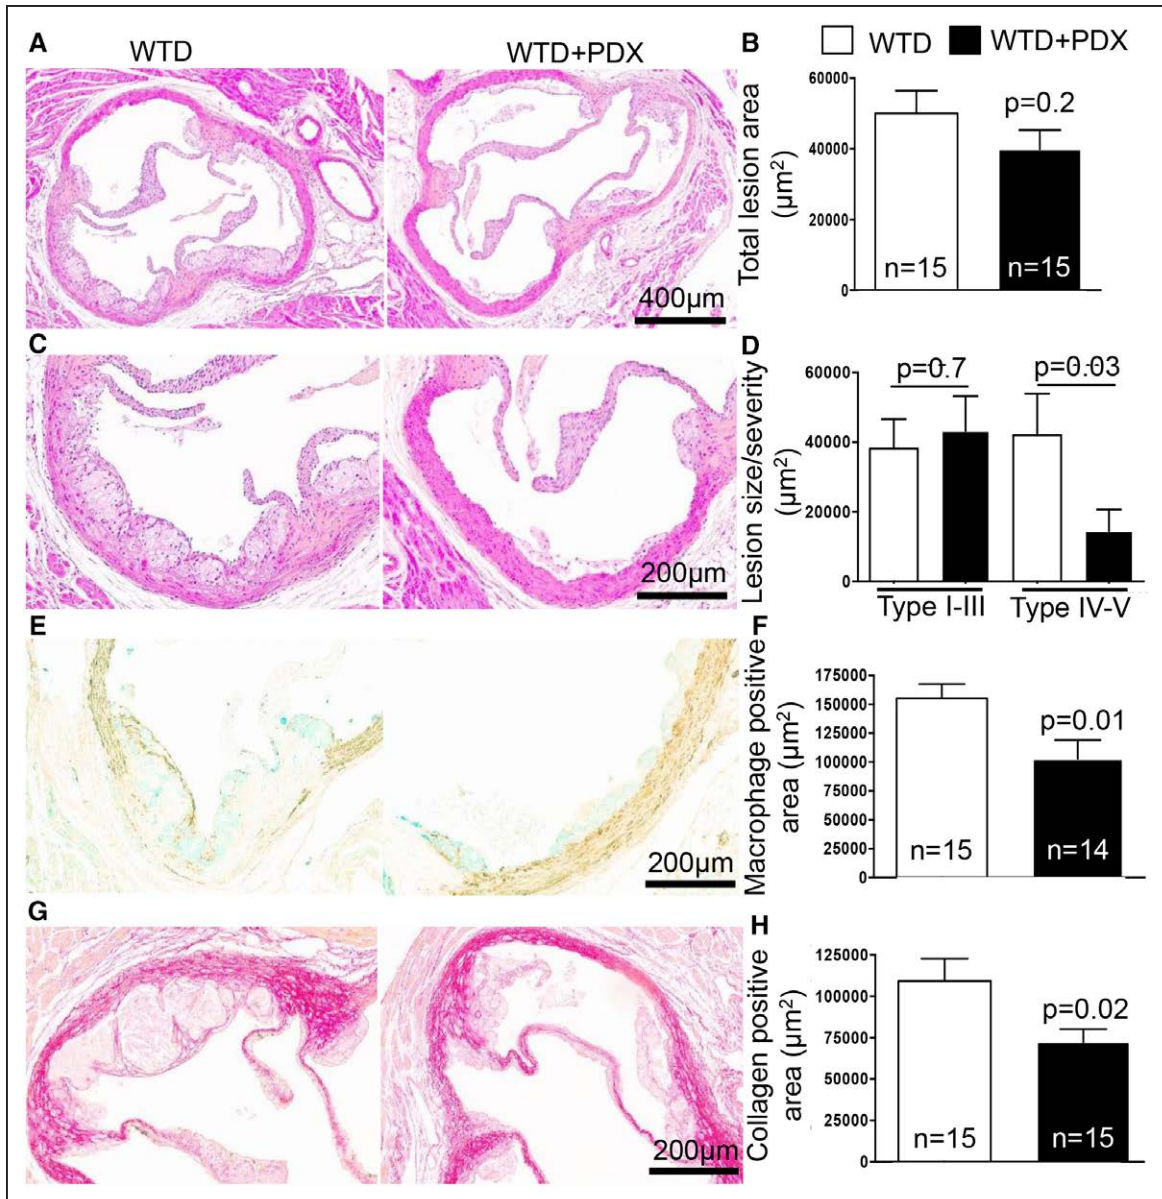 A
WTD
WTD+PDX
400µm
B
WTD
WTD+PDX
Total lesion area
(µm²)
60000
40000
20000
0
p=0.2
n=15
n=15
C
200µm
D
Lesion size/severity
(µm²)
60000
40000
20000
0
p=0.7
p=0.03
Type I-III
Type IV-V
E
200µm
F
Macrophage positive
area (µm²)
175000
150000
125000
100000
75000
50000
25000
0
p=0.01
n=15
n=14
G
200µm
H
Collagen positive
area (µm²)
125000
100000
75000
50000
25000
0
p=0.02
n=15
n=15